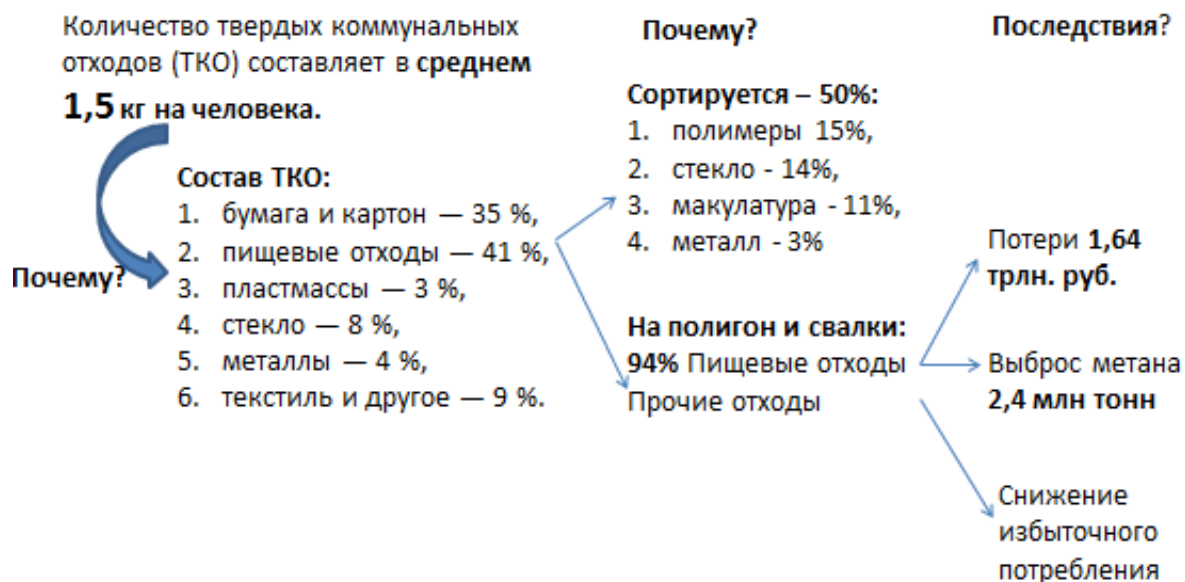 Количество твердых коммунальных
отходов (ТКО) составляет в среднем
1,5 кг на человека.
Почему?
Состав ТКО:
1. бумага и картон — 35 %,
2. пищевые отходы — 41 %,
3. пластмассы — 3 %,
4. стекло — 8 %,
5. металлы — 4 %,
6. текстиль и другое — 9 %.
Почему?
Сортируется – 50%:
1. полимеры 15%,
2. стекло - 14%,
3. макулатура - 11%,
4. металл - 3%
На полигон и свалки:
94% Пищевые отходы
Прочие отходы
Последствия?
Потери 1,64
трлн. руб.
Выброс метана
2,4 млн тонн
Снижение
избыточного
потребления